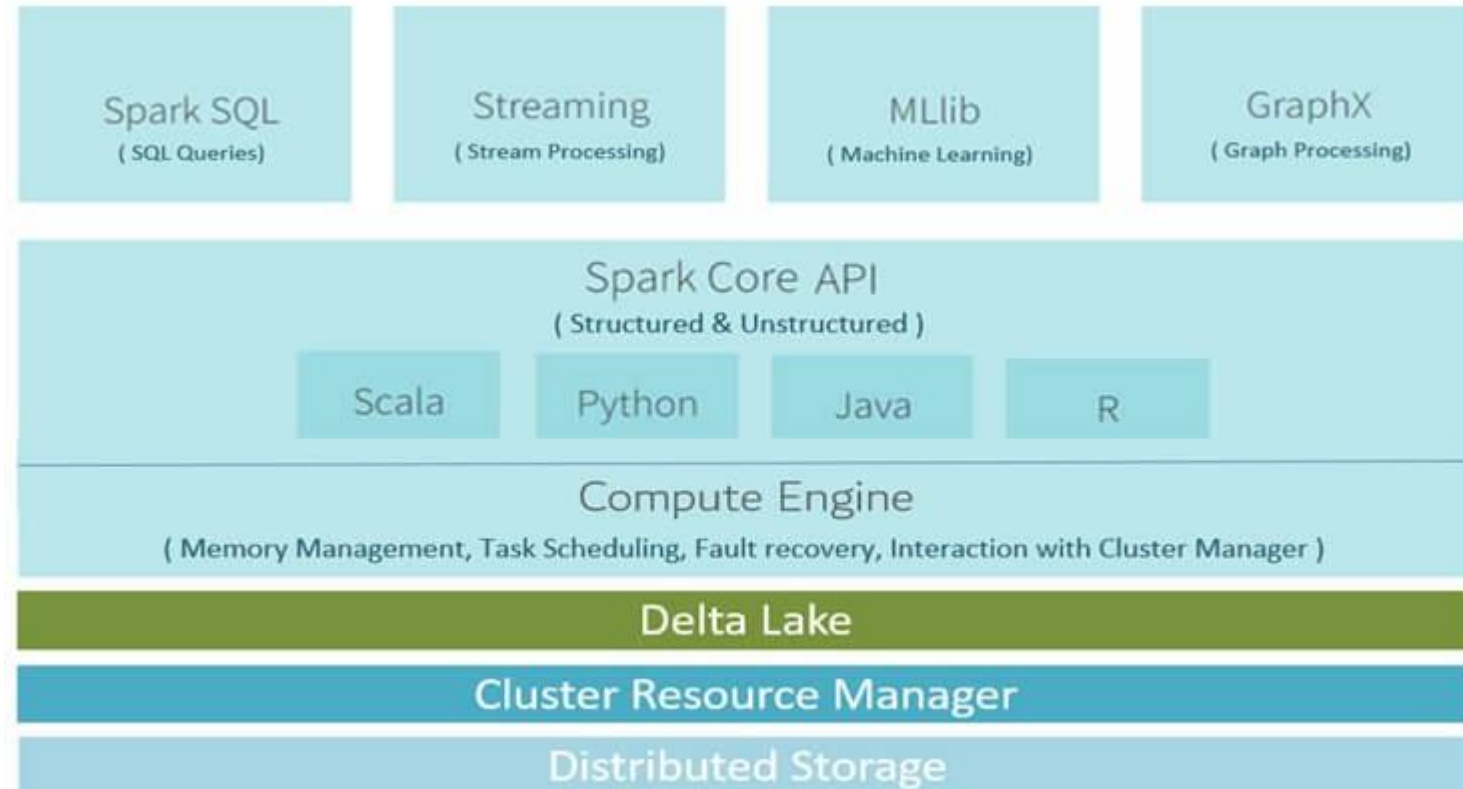 Spark SQL
( SQL Queries)
Streaming
( Stream Processing)
MLlib
( Machine Learning)
GraphX
( Graph Processing)
Spark Core API
( Structured & Unstructured )
Scala
Python
Java
R
Compute Engine
( Memory Management, Task Scheduling, Fault recovery, Interaction with Cluster Manager )
Delta Lake
Cluster Resource Manager
Distributed Storage